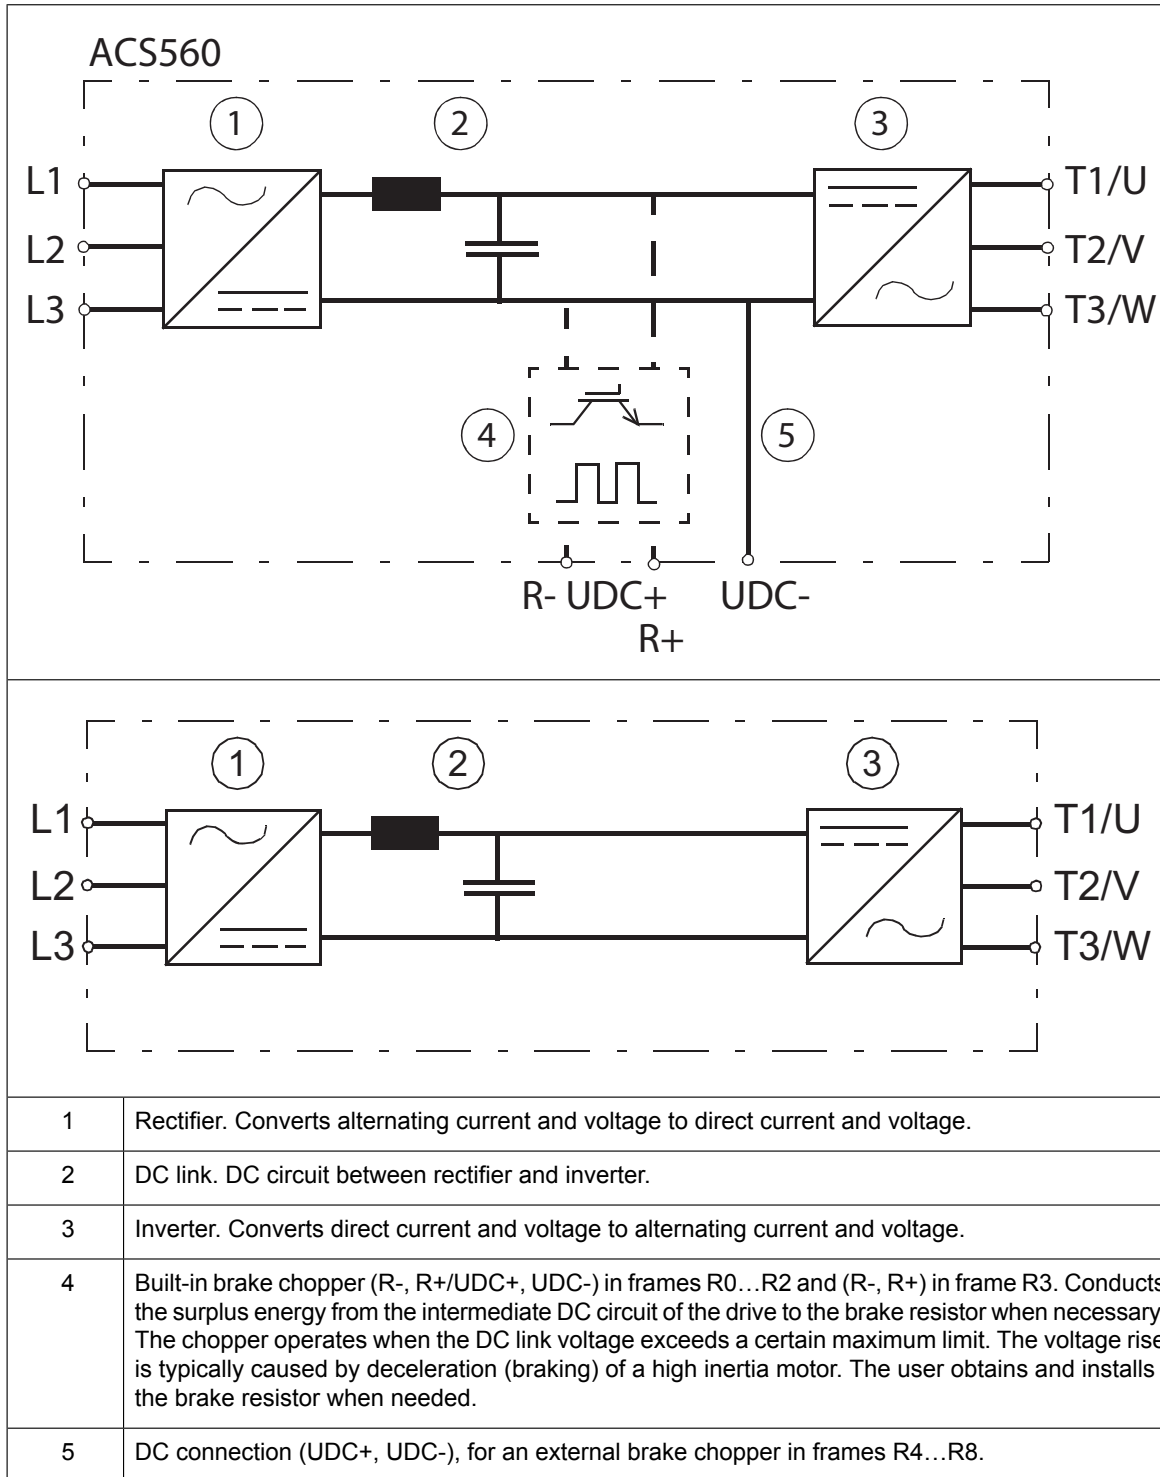 ACS560
1 2 3
L1 T1/U
L2 T2/V
L3 T3/W
4 5
R- UDC+ UDC-
R+
1 2 3
L1 T1/U
L2 T2/V
L3 T3/W
1 Rectifier. Converts alternating current and voltage to direct current and voltage.
2 DC link. DC circuit between rectifier and inverter.
3 Inverter. Converts direct current and voltage to alternating current and voltage.
4 Built-in brake chopper (R-, R+/UDC+, UDC-) in frames R0…R2 and (R-, R+) in frame R3. Conducts
the surplus energy from the intermediate DC circuit of the drive to the brake resistor when necessary
The chopper operates when the DC link voltage exceeds a certain maximum limit. The voltage rise
is typically caused by deceleration (braking) of a high inertia motor. The user obtains and installs
the brake resistor when needed.
5 DC connection (UDC+, UDC-), for an external brake chopper in frames R4…R8.